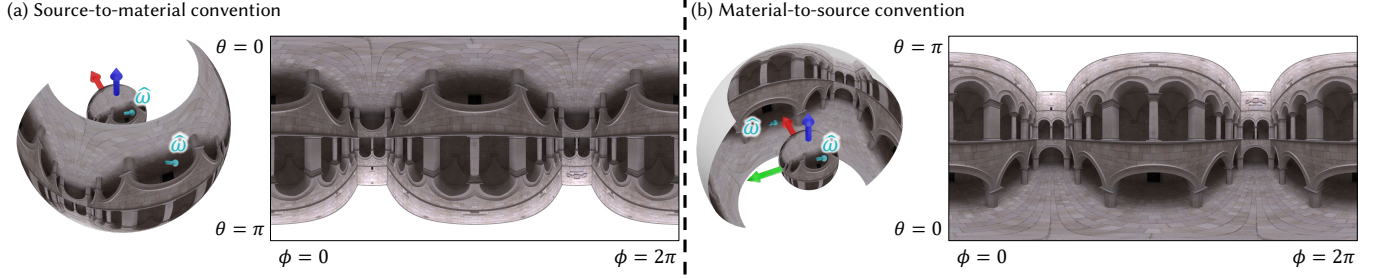 (a) Source-to-material convention
θ = 0
ω̂
ω̂
θ = π
ϕ = 0
ϕ = 2π
(b) Material-to-source convention
θ = π
ω̂
ω̂
θ = 0
ϕ = 0
ϕ = 2π